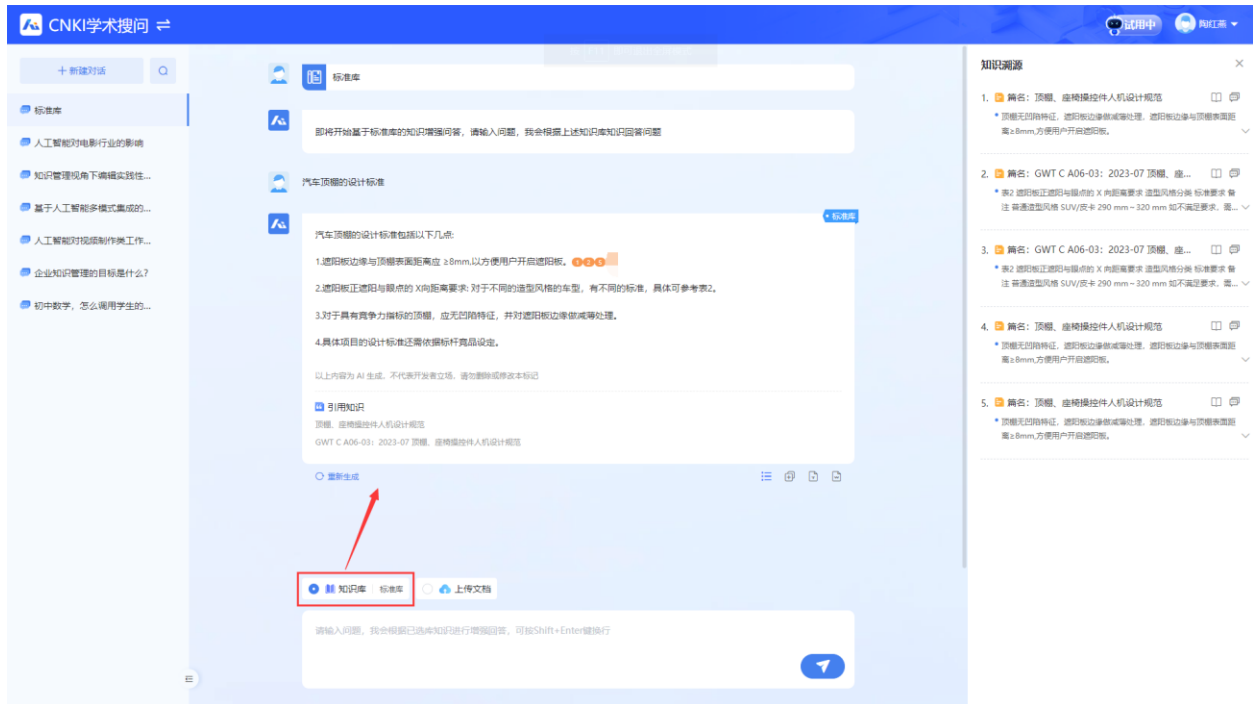 CNKI学术搜问
试用中
陶红燕
新建对话
标准库
人工智能对电影行业的影响
知识管理视角下编辑实践性...
基于人工智能多模式集成的...
人工智能对视频制作类工作...
企业知识管理的目标是什么?
初中数学,怎么调用学生的...
标准库
即将开始基于标准库的知识增强问答,请输入问题,我会根据上述知识库知识回答问题
汽车顶棚的设计标准
• 标准库
汽车顶棚的设计标准包括以下几点:
1.遮阳板边缘与顶棚表面距离应 ≥8mm,以方便用户开启遮阳板。①②⑤
2.遮阳板正遮阳与眼点的 X向距离要求: 对于不同的造型风格的车型,有不同的标准,具体可参考表2。
3.对于具有竞争力指标的顶棚,应无凹陷特征,并对遮阳板边缘做减薄处理。
4.具体项目的设计标准还需依据标杆竞品设定。
以上内容为 AI 生成,不代表开发者立场,请勿删除或修改本标记
引用知识
顶棚、座椅操控件人机设计规范
GWT C A06-03:2023-07 顶棚、座椅操控件人机设计规范
重新生成
知识库 标准库 上传文档
请输入问题,我会根据已选库知识进行增强回答,可按Shift+Enter键换行
知识溯源
1. 篇名:顶棚、座椅操控件人机设计规范
• 顶棚无凹陷特征,遮阳板边缘做减薄处理,遮阳板边缘与顶棚表面距
离≥8mm,方便用户开启遮阳板。
2. 篇名:GWT C A06-03:2023-07 顶棚、座...
• 表2 遮阳板正遮阳与眼点的 X 向距离要求 造型风格分类 标准要求 备
注 普通造型风格 SUV/皮卡 290 mm~320 mm 如不满足要求,需...
3. 篇名:GWT C A06-03:2023-07 顶棚、座...
• 表2 遮阳板正遮阳与眼点的 X 向距离要求 造型风格分类 标准要求 备
注 普通造型风格 SUV/皮卡 290 mm~320 mm 如不满足要求,需...
4. 篇名:顶棚、座椅操控件人机设计规范
• 顶棚无凹陷特征,遮阳板边缘做减薄处理,遮阳板边缘与顶棚表面距
离≥8mm,方便用户开启遮阳板。
5. 篇名:顶棚、座椅操控件人机设计规范
• 顶棚无凹陷特征,遮阳板边缘做减薄处理,遮阳板边缘与顶棚表面距
离≥8mm,方便用户开启遮阳板。